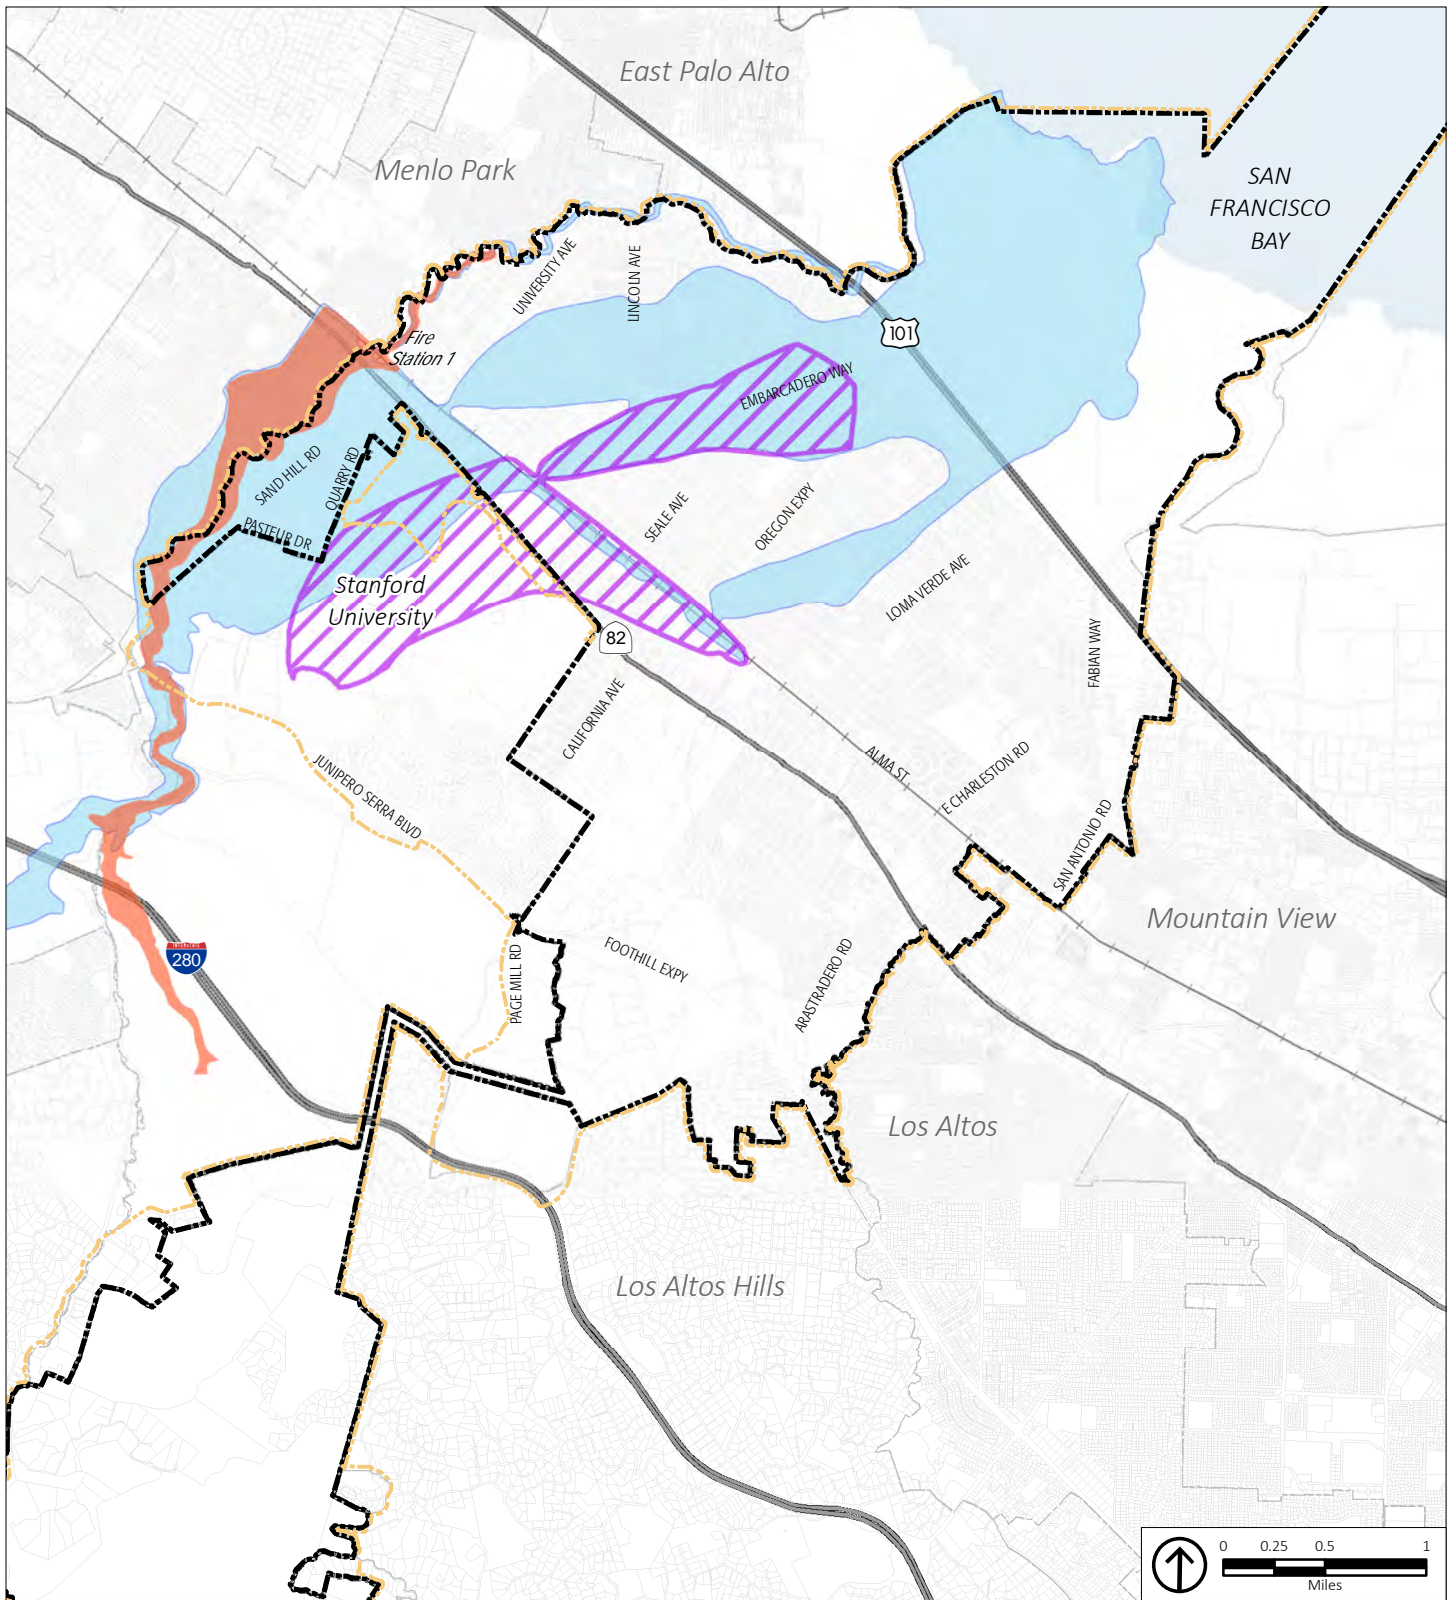 East Palo Alto
Menlo Park
SAN
FRANCISCO
BAY
UNIVERSITY AVE
LINCOLN AVE
101
Fire
Station 1
EMBARCADERO WAY
SAND HILL RD
QUARRY RD
PASTEUR DR
SEALE AVE
OREGON EXPY
Stanford
University
LOMA VERDE AVE
82
FABIAN WAY
CALIFORNIA AVE
JUNIPERO SERRA BLVD
ALMA ST
E CHARLESTON RD
SAN ANTONIO RD
Mountain View
INTERSTATE
280
PAGE MILL RD
FOOTHILL EXPY
ARASTRADERO RD
Los Altos
Los Altos Hills
0 0.25 0.5 1
Miles